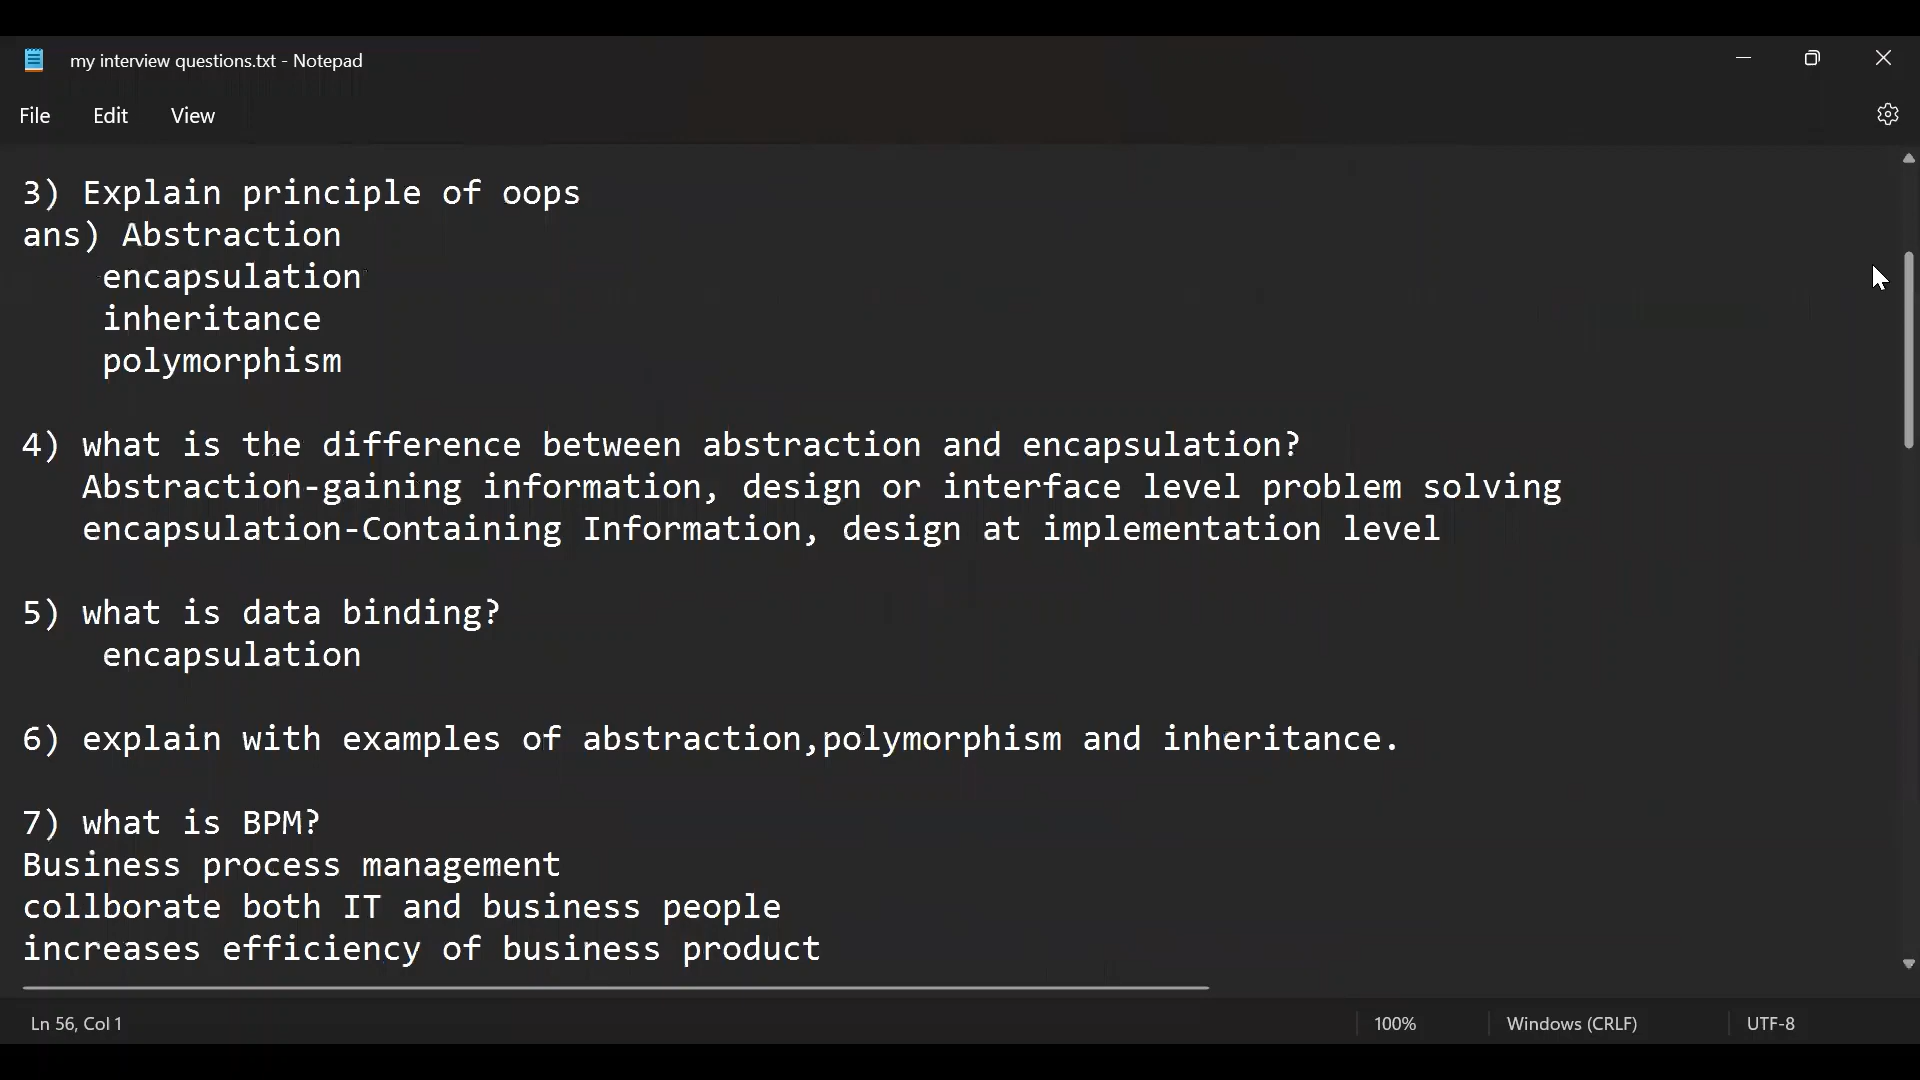 my interview questions.txt - Notepad
File Edit View
3) Explain principle of oops
ans) Abstraction
encapsulation
inheritance
polymorphism
4) what is the difference between abstraction and encapsulation?
Abstraction-gaining information, design or interface level problem solving
encapsulation-Containing Information, design at implementation level
5) what is data binding?
encapsulation
6) explain with examples of abstraction,polymorphism and inheritance.
7) what is BPM?
Business process management
collborate both IT and business people
increases efficiency of business product
Ln 56, Col 1 100% Windows (CRLF) UTF-8